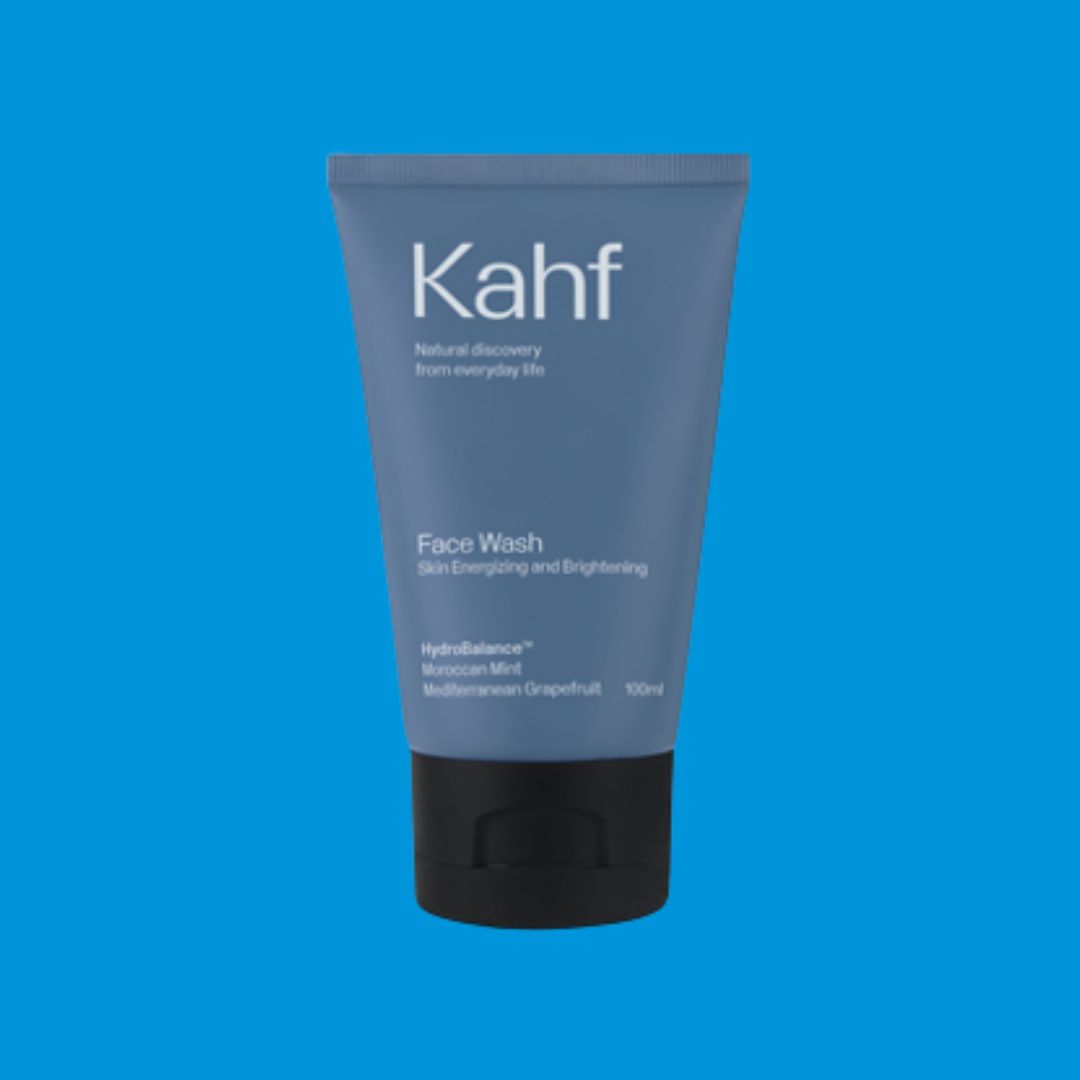 Kahf
Natural discovery
from everyday life
Face Wash
Skin Energizing and Brightening
HydroBalance™
Moroccan Mint
Mediterranean Grapefruit 100ml